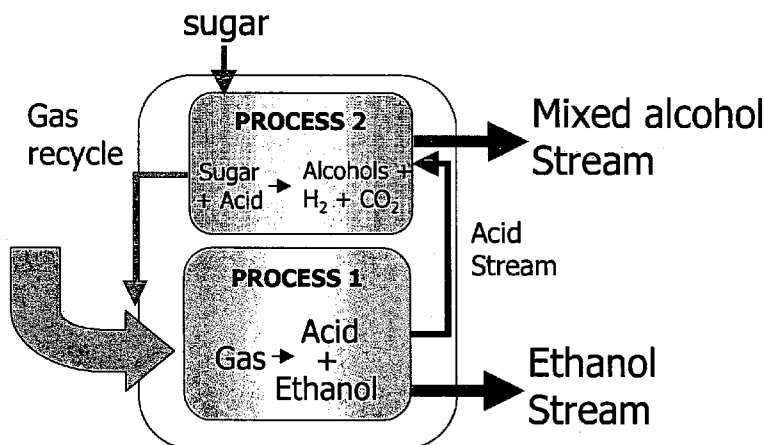 sugar
Gas
recycle
PROCESS 2
Sugar
+ Acid → Alcohols +
H₂ + CO₂
Mixed alcohol
Stream
Acid
Stream
PROCESS 1
Gas → Acid
+
Ethanol
Ethanol
Stream